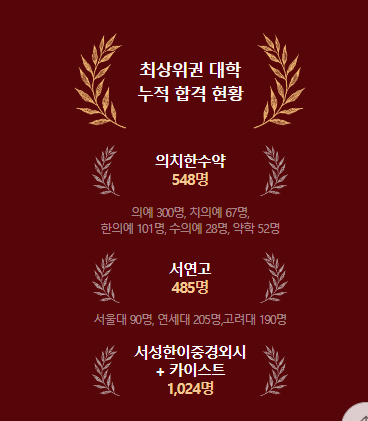 최상위권 대학
누적 합격 현황
의치한수약
548명
의예 300명, 치의예 67명,
한의예 101명, 수의예 28명, 약학 52명
서연고
485명
서울대 90명, 연세대 205명,고려대 190명
서성한이중경외시
+ 카이스트
1,024명